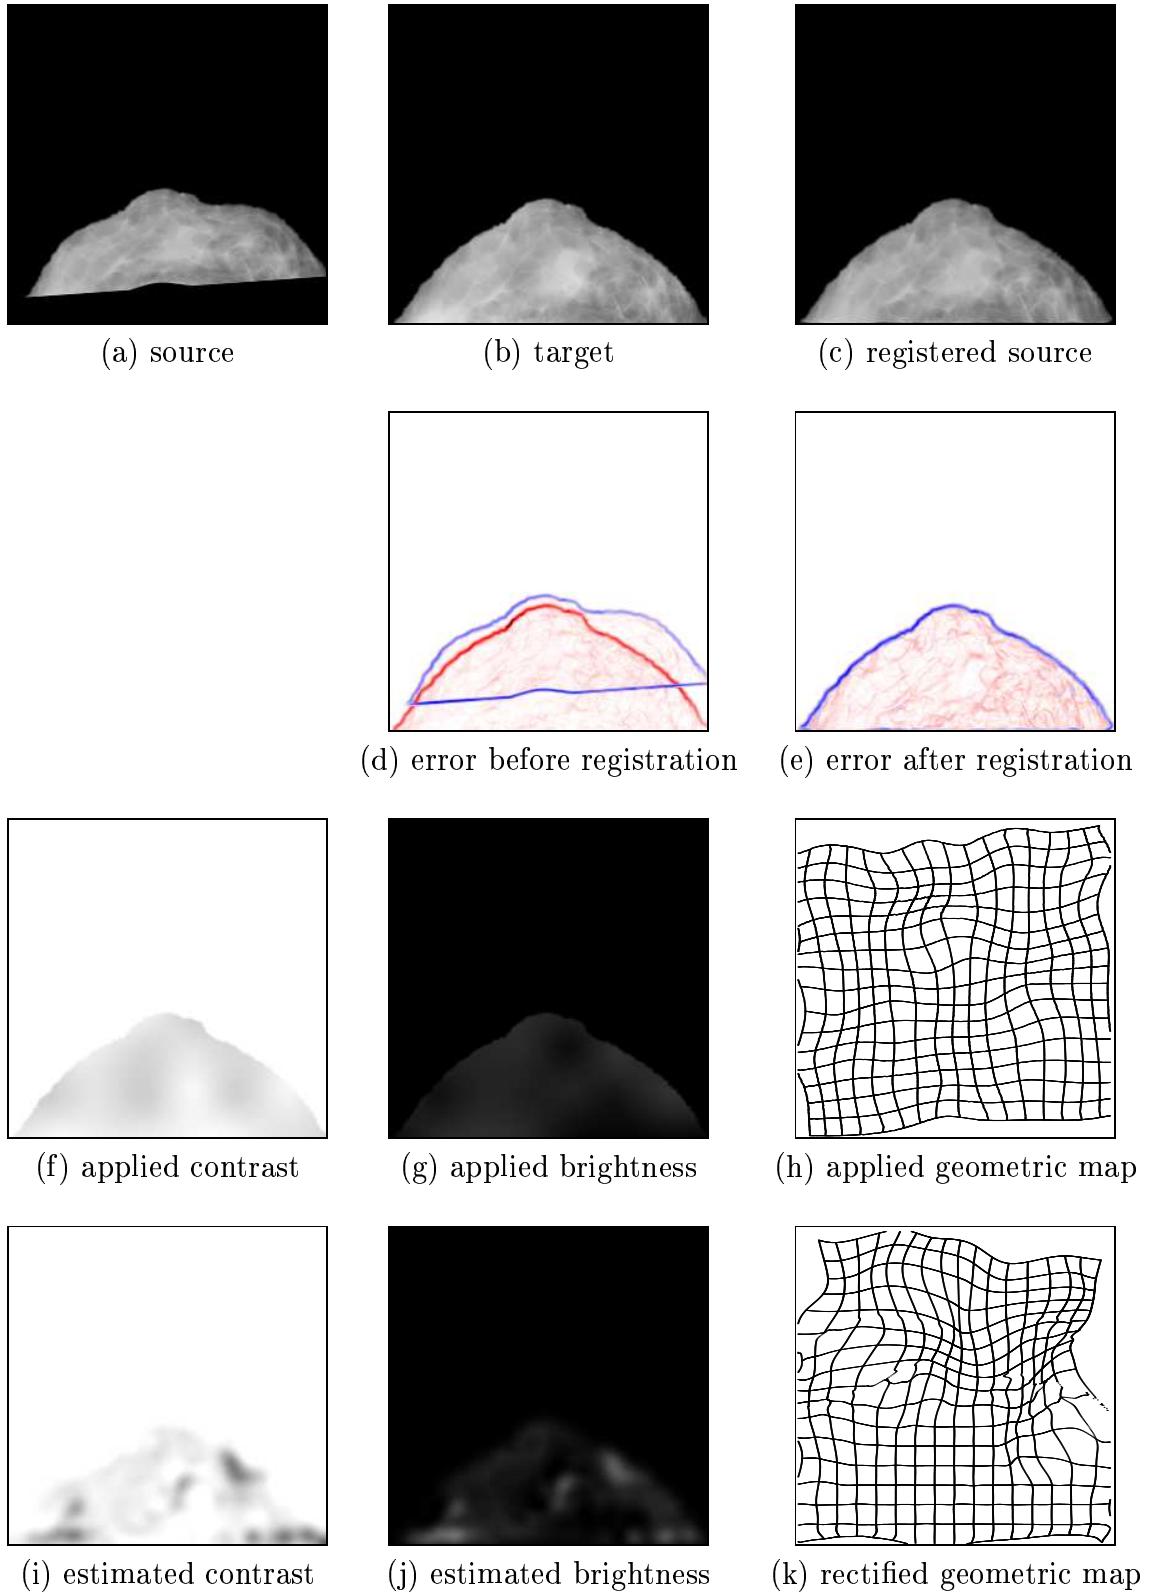 (a) source
(b) target
(c) registered source
(d) error before registration
(e) error after registration
(f) applied contrast
(g) applied brightness
(h) applied geometric map
(i) estimated contrast
(j) estimated brightness
(k) rectified geometric map